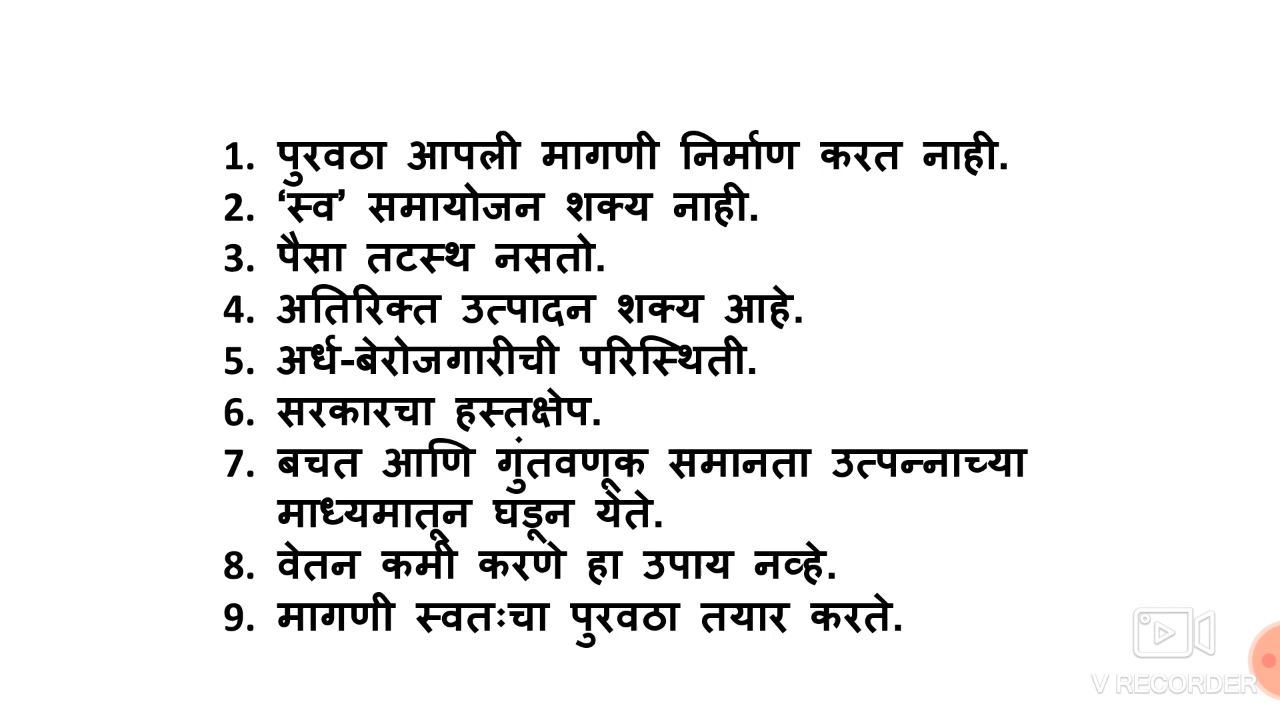 1. पुरवठा आपली मागणी निर्माण करत नाही.
2. ‘स्व’ समायोजन शक्य नाही.
3. पैसा तटस्थ नसतो.
4. अतिरिक्त उत्पादन शक्य आहे.
5. अर्ध-बेरोजगारीची परिस्थिती.
6. सरकारचा हस्तक्षेप.
7. बचत आणि गुंतवणूक समानता उत्पन्नाच्या
माध्यमातून घडून येते.
8. वेतन कमी करणे हा उपाय नव्हे.
9. मागणी स्वतःचा पुरवठा तयार करते.
V RECORDER